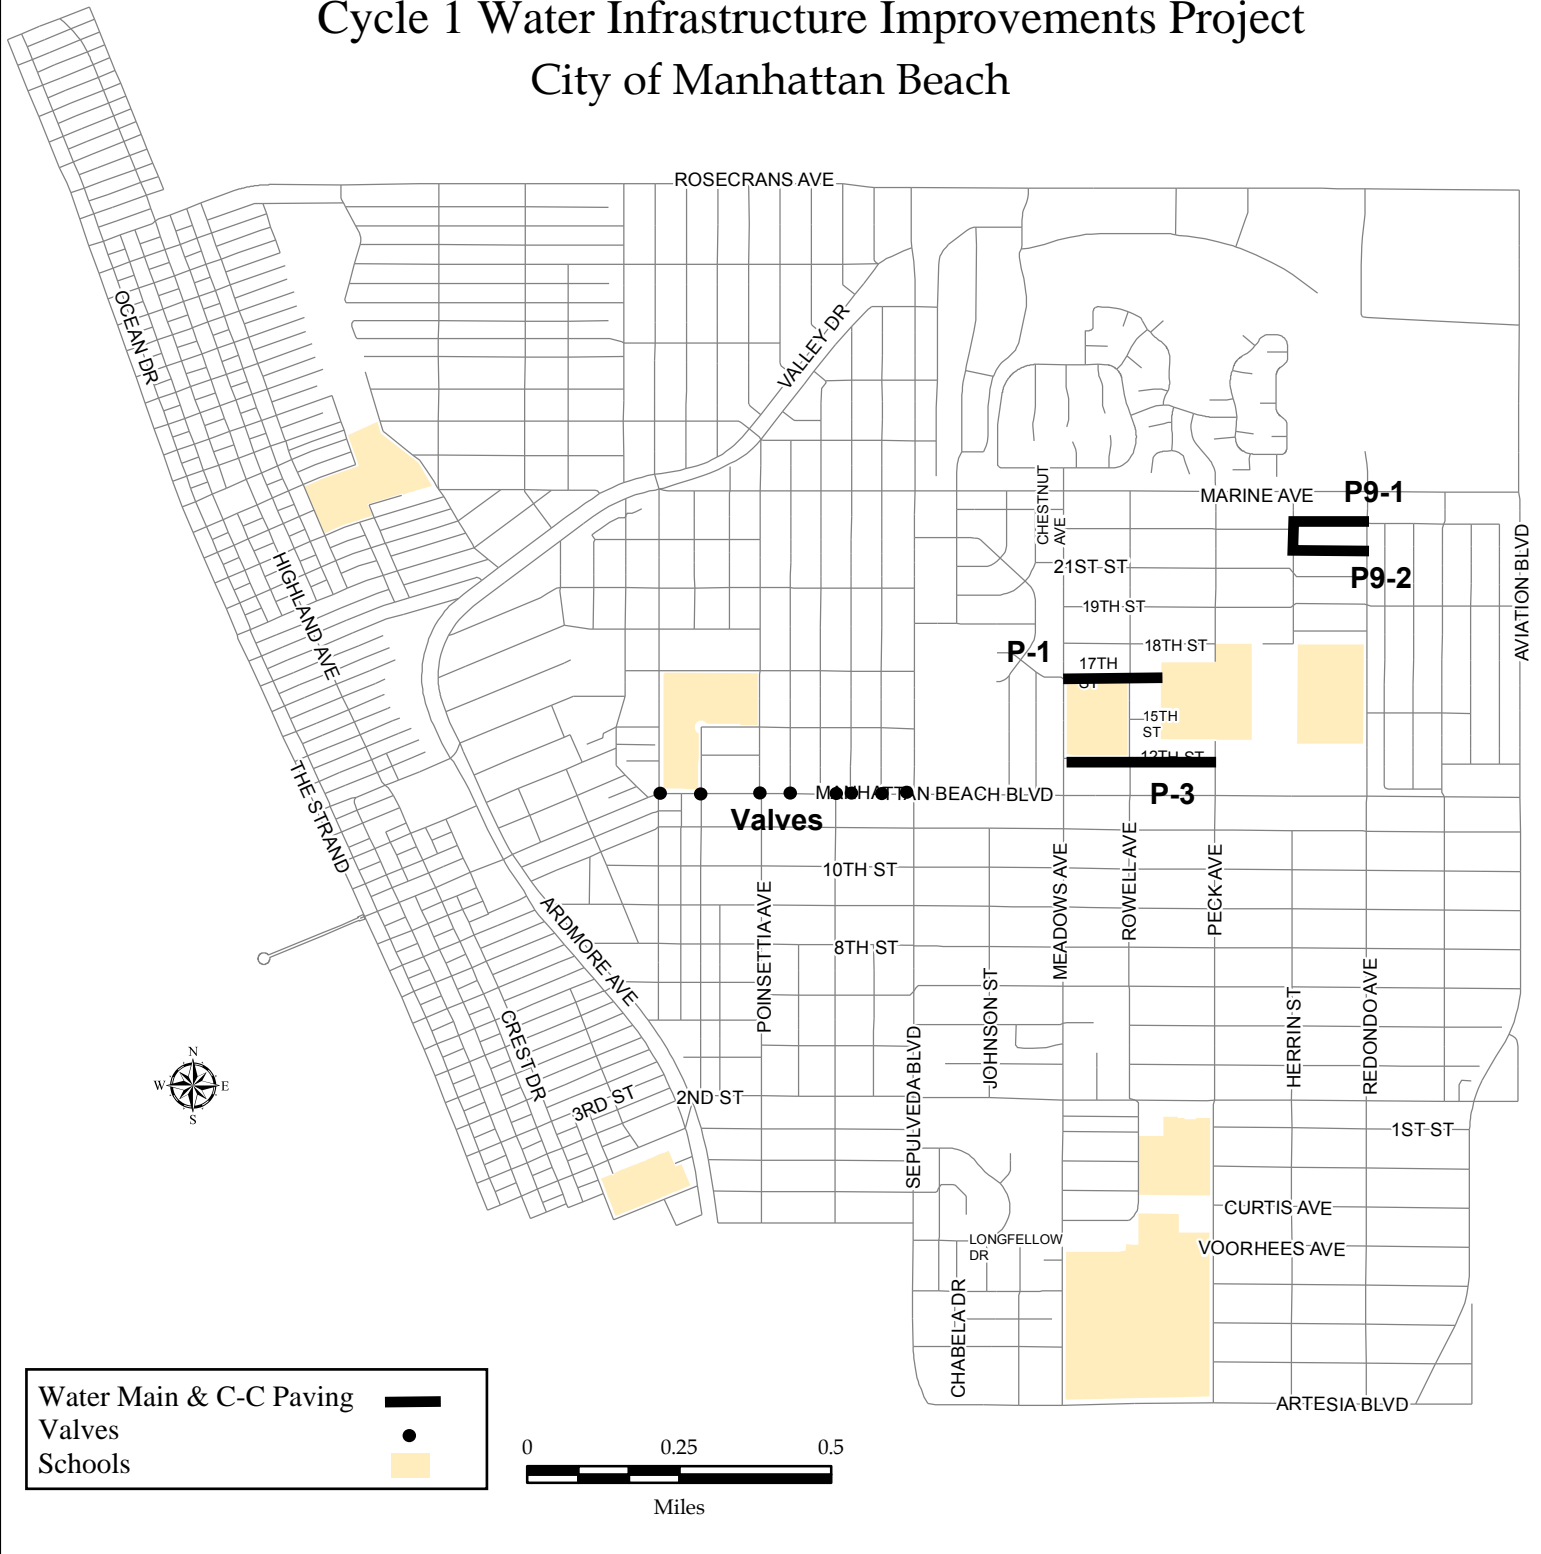 Cycle 1 Water Infrastructure Improvements Project
City of Manhattan Beach
ROSECRANS AVE
OCEAN DR
VALLEY DR
CHESTNUT
AVE
MARINE AVE
P9-1
21ST ST
P9-2
AVIATION BLVD
19TH ST
HIGHLAND AVE
P-1
18TH ST
17TH
ST
15TH
ST
12TH ST
THE STRAND
MANHATTAN BEACH BLVD
P-3
Valves
10TH ST
MEADOWS AVE
ROWELL AVE
PECK AVE
ARDMORE AVE
POINSETTIA AVE
8TH ST
JOHNSON ST
HERRIN ST
REDONDO AVE
CREST DR
SEPULVEDA BLVD
N
W
E
S
3RD ST
2ND ST
1ST ST
CURTIS AVE
LONGFELLOW
DR
VOORHEES AVE
CHABELA DR
ARTESIA BLVD
Water Main & C-C Paving
Valves
Schools
0 0.25 0.5
Miles